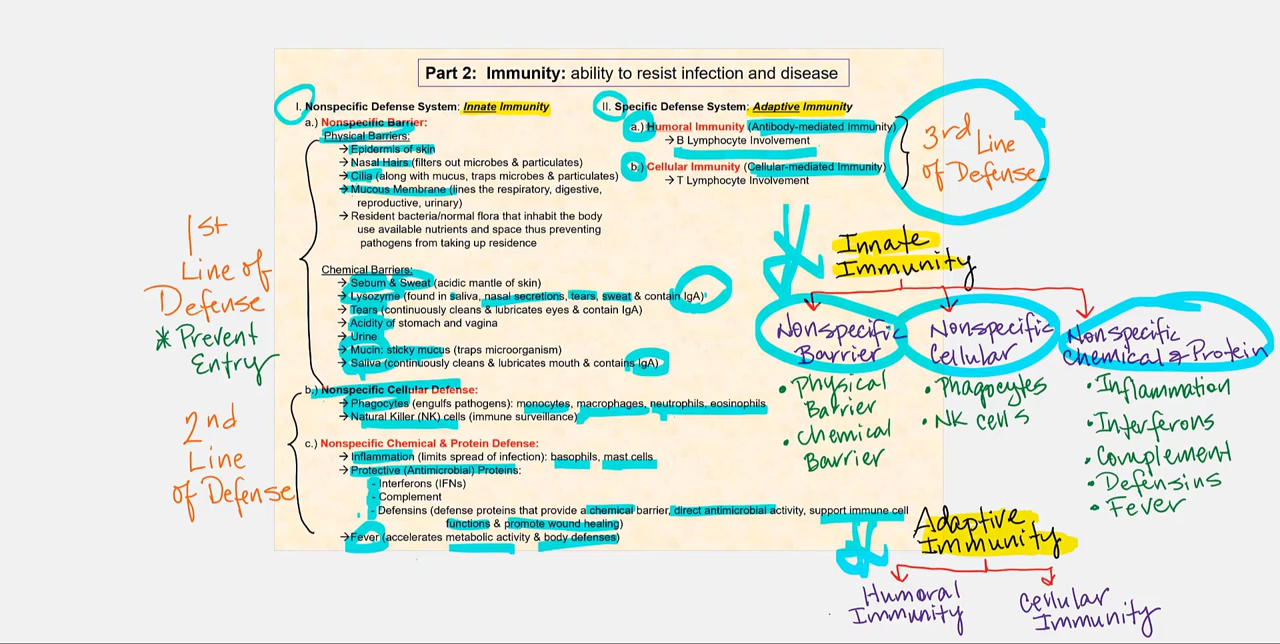 Part 2: Immunity: ability to resist infection and disease
I. Nonspecific Defense System: Innate Immunity
a.) Nonspecific Barrier:
Physical Barriers:
→ Epidermis of skin
→ Nasal Hairs (filters out microbes & particulates)
→ Cilia (along with mucus, traps microbes & particulates)
→ Mucous Membrane (lines the respiratory, digestive,
reproductive, urinary)
→ Resident bacteria/normal flora that inhabit the body
use available nutrients and space thus preventing
pathogens from taking up residence
Chemical Barriers:
→ Sebum & Sweat (acidic mantle of skin)
→ Lysozyme (found in saliva, nasal secretions, tears, sweat & contain IgA)
→ Tears (continuously cleans & lubricates eyes & contain IgA)
→ Acidity of stomach and vagina
→ Urine
→ Mucin: sticky mucus (traps microorganism)
→ Saliva (continuously cleans & lubricates mouth & contains IgA)
b.) Nonspecific Cellular Defense:
→ Phagocytes (engulfs pathogens): monocytes, macrophages, neutrophils, eosinophils
→ Natural Killer (NK) cells (immune surveillance)
c.) Nonspecific Chemical & Protein Defense:
→ Inflammation (limits spread of infection): basophils, mast cells
→ Protective (Antimicrobial) Proteins:
- Interferons (IFNs)
- Complement
- Defensins (defense proteins that provide a chemical barrier, direct antimicrobial activity, support immune cell
functions & promote wound healing)
→Fever (accelerates metabolic activity & body defenses)
II. Specific Defense System: Adaptive Immunity
a.) Humoral Immunity (Antibody-mediated Immunity)
→ B Lymphocyte Involvement
b.) Cellular Immunity (Cellular-mediated Immunity)
→ T Lymphocyte Involvement
1st
Line of
Defense
* Prevent
Entry
2nd
Line
of Defense
3rd Line
of Defense
Innate
Immunity
Nonspecific
Barrier
• Physical
Barrier
• Chemical
Barrier
Nonspecific
Cellular
• Phagocytes
• NK cells
Nonspecific
Chemical & Protein
• Inflammation
• Interferons
• Complement
• Defensins
• Fever
Adaptive
Immunity
Humoral
Immunity
Cellular
Immunity